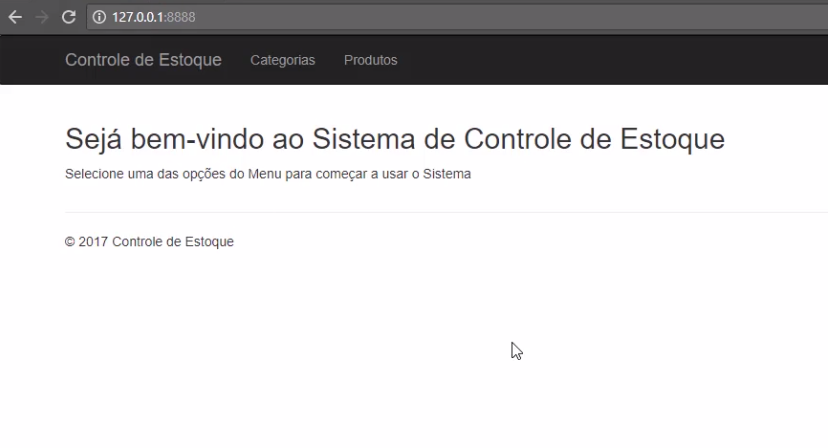 127.0.0.1:8888
Controle de Estoque Categorias Produtos
Sejá bem-vindo ao Sistema de Controle de Estoque
Selecione uma das opções do Menu para começar a usar o Sistema
© 2017 Controle de Estoque